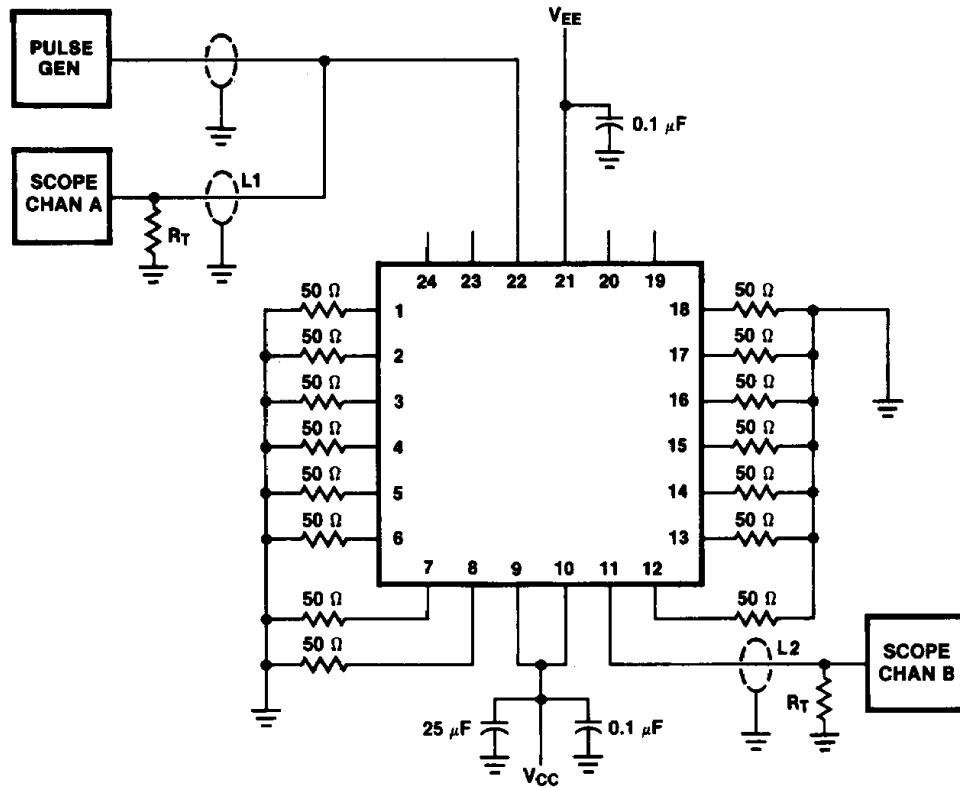 PULSE
GEN
SCOPE
CHAN A
L1
RT
VEE
0.1 μF
24 23 22 21 20 19
50 Ω 1 18 50 Ω
50 Ω 2 17 50 Ω
50 Ω 3 16 50 Ω
50 Ω 4 15 50 Ω
50 Ω 5 14 50 Ω
50 Ω 6 13 50 Ω
7 8 9 10 11 12
50 Ω 50 Ω
50 Ω
L2
SCOPE
CHAN B
RT
25 μF 0.1 μF
VCC